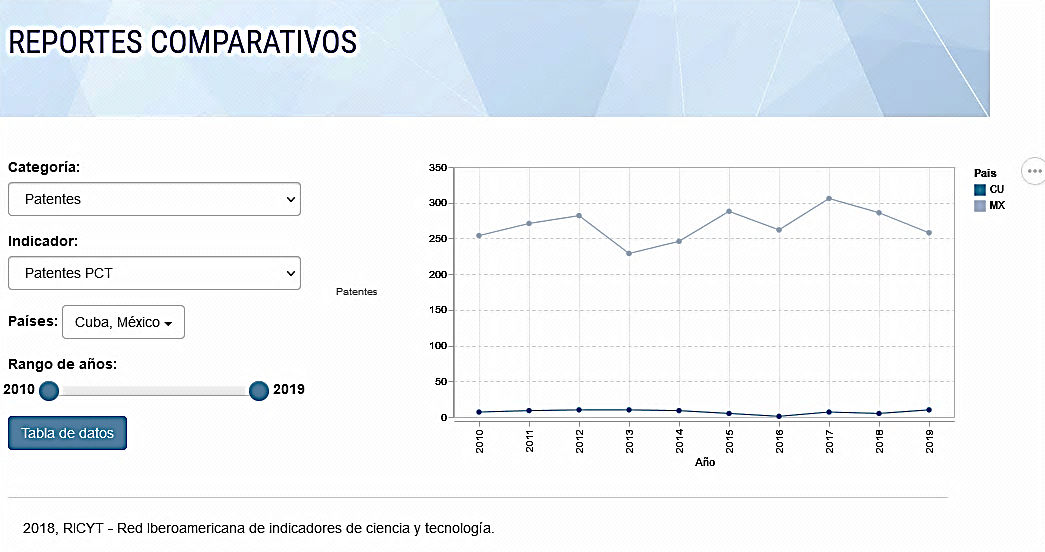 REPORTES COMPARATIVOS
Categoría:
Patentes
Indicador:
Patentes PCT
Países: Cuba, México
Rango de años:
2010 2019
Tabla de datos
Patentes
350
300
250
200
150
100
50
0
2010 2011 2012 2013 2014 2015 2016 2017 2018 2019
Año
País
CU
MX
2018, RICYT - Red Iberoamericana de indicadores de ciencia y tecnología.